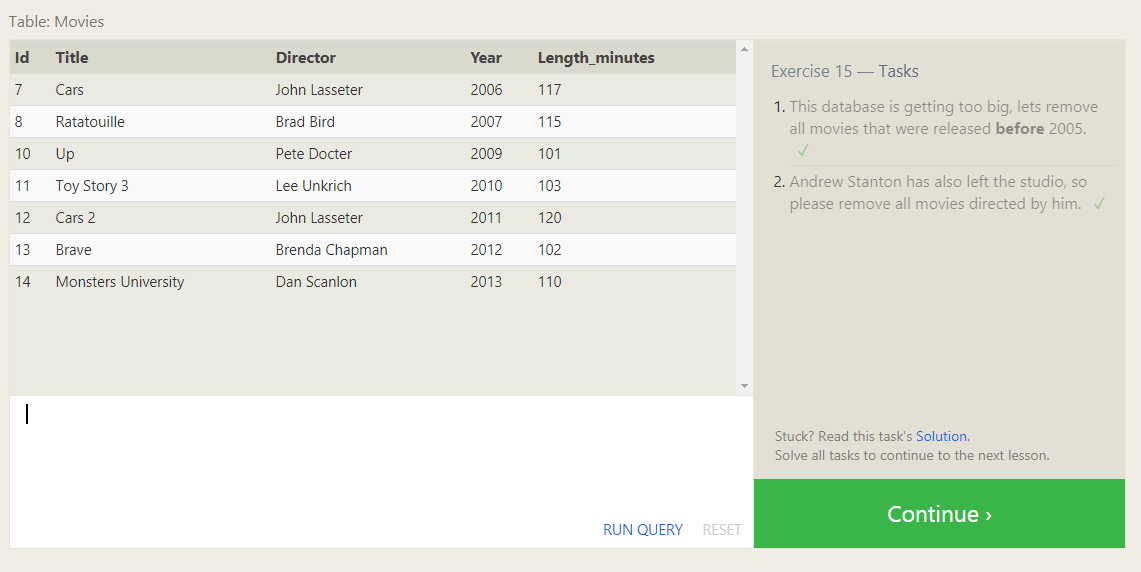 Table: Movies
Id Title Director Year Length_minutes
7 Cars John Lasseter 2006 117
8 Ratatouille Brad Bird 2007 115
10 Up Pete Docter 2009 101
11 Toy Story 3 Lee Unkrich 2010 103
12 Cars 2 John Lasseter 2011 120
13 Brave Brenda Chapman 2012 102
14 Monsters University Dan Scanlon 2013 110
RUN QUERY RESET
Exercise 15 — Tasks
1. This database is getting too big, lets remove
all movies that were released before 2005.
✓
2. Andrew Stanton has also left the studio, so
please remove all movies directed by him. ✓
Stuck? Read this task's Solution.
Solve all tasks to continue to the next lesson.
Continue ›